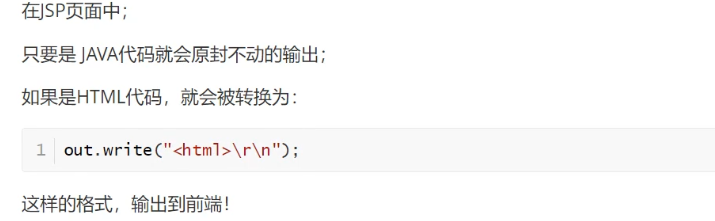 在JSP页面中；
只要是 JAVA代码就会原封不动的输出；
如果是HTML代码，就会被转换为：
1 out.write("<html>\r\n");
这样的格式，输出到前端！